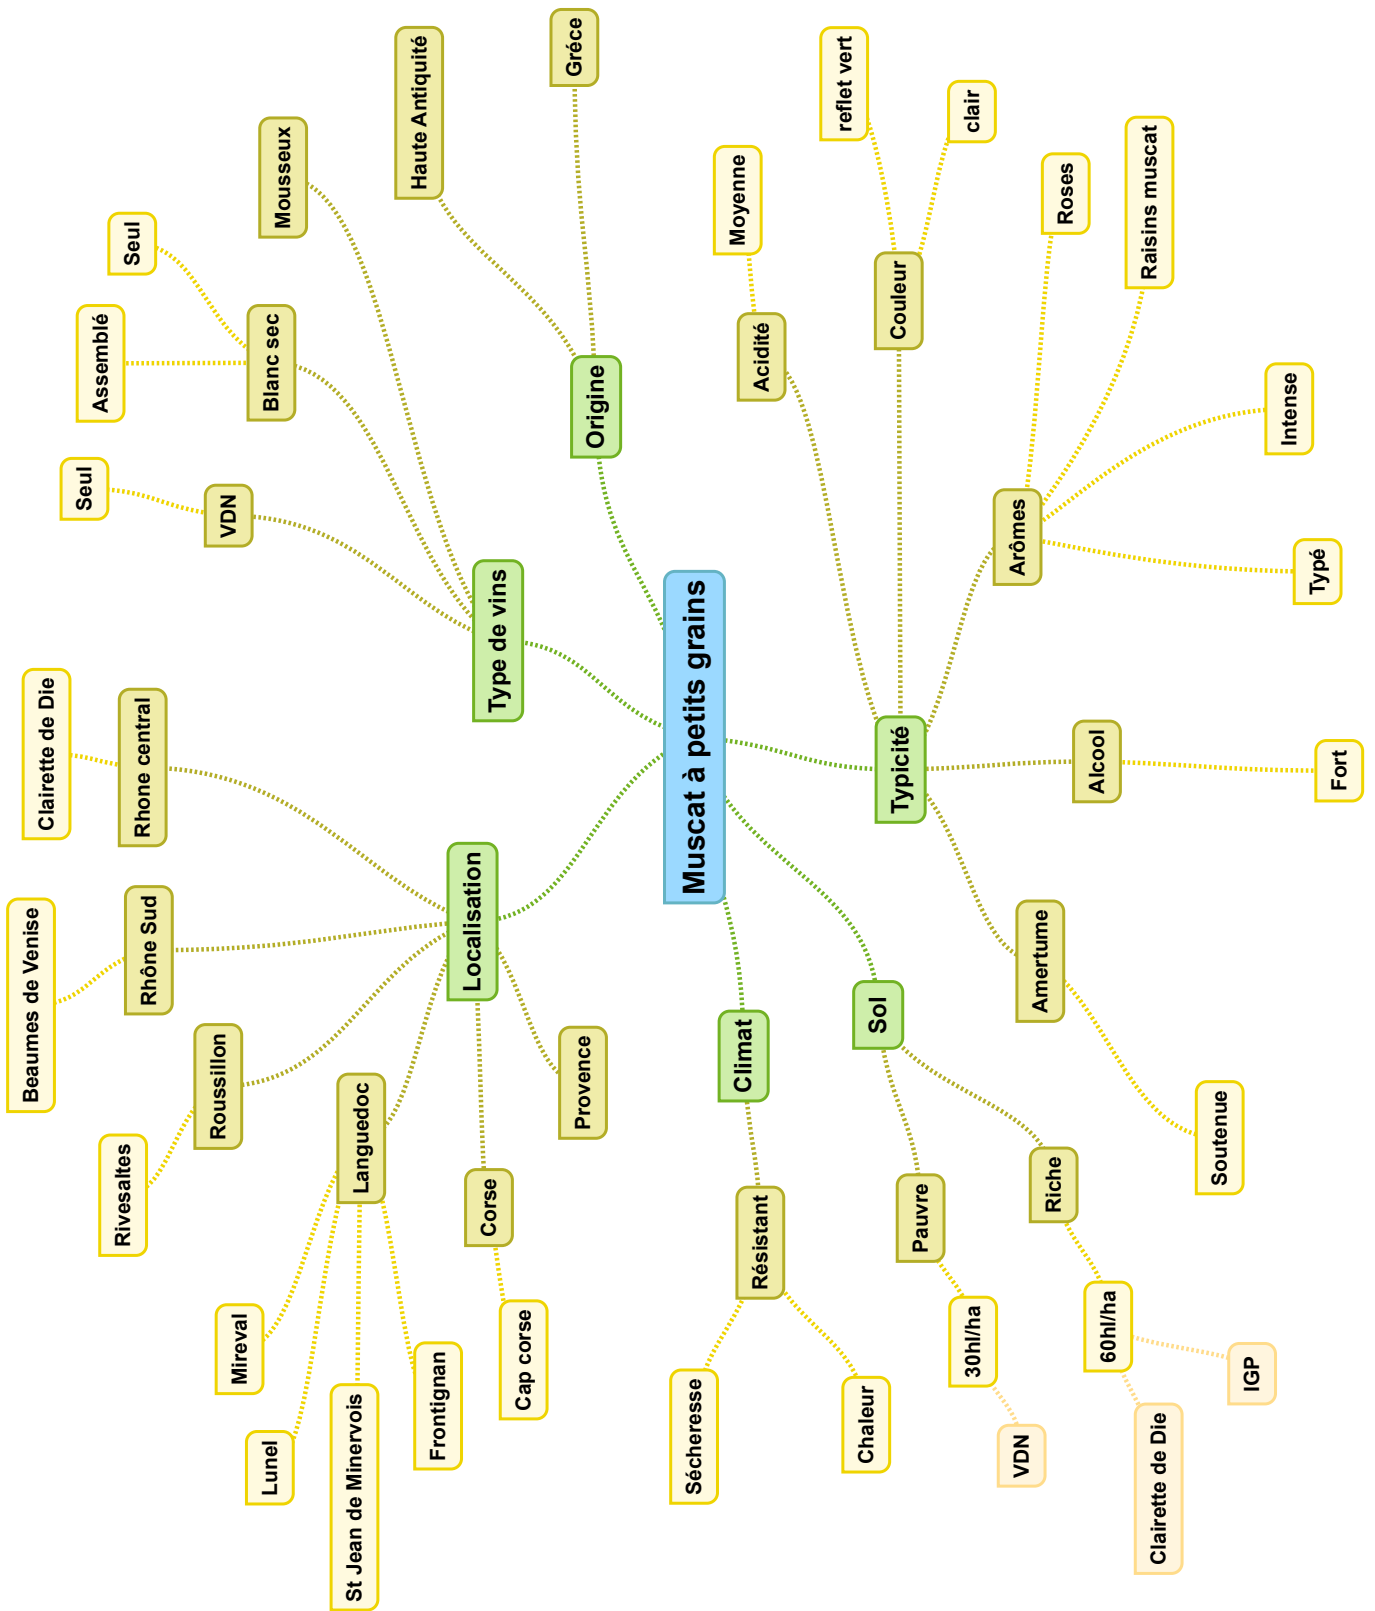 Muscat à petits grains
Origine
Haute Antiquité
Gréce
Type de vins
Mousseux
Blanc sec
Seul
Assemblé
VDN
Seul
Localisation
Rhone central
Clairette de Die
Rhône Sud
Beaumes de Venise
Roussillon
Rivesaltes
Languedoc
Mireval
Lunel
St Jean de Minervois
Frontignan
Corse
Cap corse
Provence
Climat
Résistant
Sécheresse
Chaleur
Sol
Pauvre
30hl/ha
VDN
Riche
60hl/ha
Clairette de Die
IGP
Typicité
Acidité
Moyenne
Couleur
reflet vert
clair
Arômes
Roses
Raisins muscat
Intense
Typé
Alcool
Fort
Amertume
Soutenue